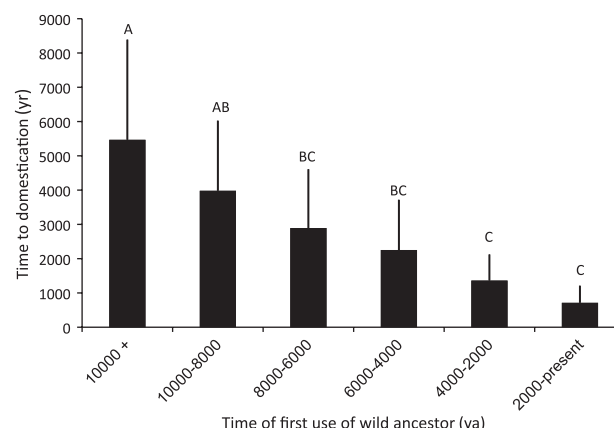 9000
8000
7000
6000
5000
4000
3000
2000
1000
0
Time to domestication (yr)
A
AB
BC
BC
C
C
10000 +
10000-8000
8000-6000
6000-4000
4000-2000
2000-present
Time of first use of wild ancestor (ya)